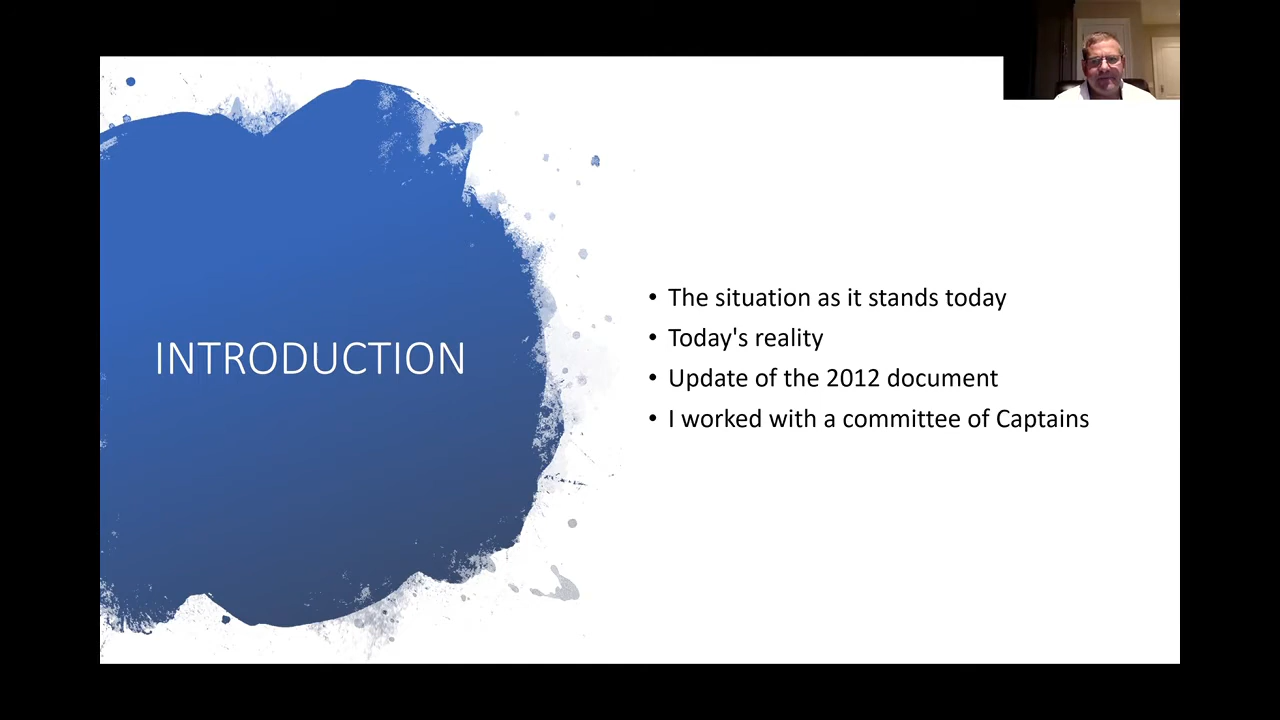 INTRODUCTION
• The situation as it stands today
• Today's reality
• Update of the 2012 document
• I worked with a committee of Captains